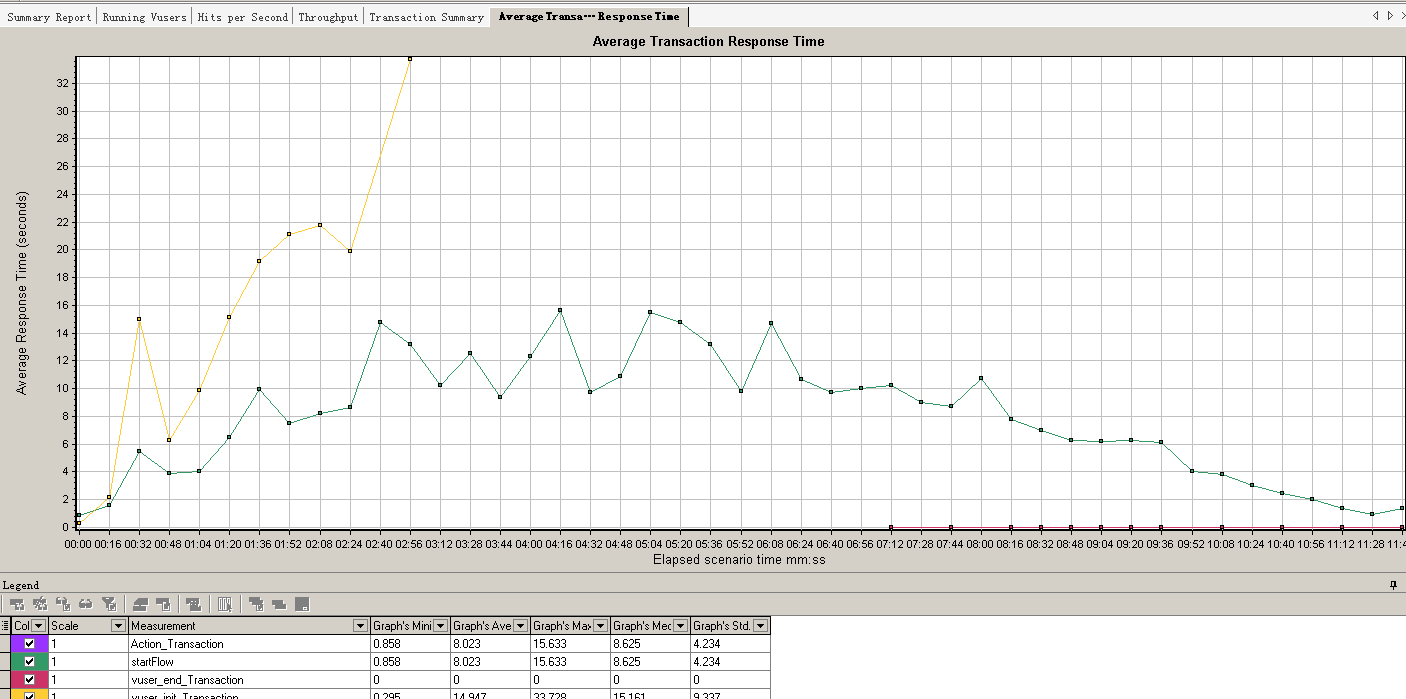 Summary Report Running Vusers Hits per Second Throughput Transaction Summary Average Transa··· Response Time
Average Transaction Response Time
Average Response Time (seconds)
32
30
28
26
24
22
20
18
16
14
12
10
8
6
4
2
0
00:00 00:16 00:32 00:48 01:04 01:20 01:36 01:52 02:08 02:24 02:40 02:56 03:12 03:28 03:44 04:00 04:16 04:32 04:48 05:04 05:20 05:36 05:52 06:08 06:24 06:40 06:56 07:12 07:28 07:44 08:00 08:16 08:32 08:48 09:04 09:20 09:36 09:52 10:08 10:24 10:40 10:56 11:12 11:28 11:4
Elapsed scenario time mm:ss
Legend
Col Scale Measurement Graph's Mini Graph's Ave Graph's Max Graph's Med Graph's Std.
1 Action_Transaction 0.858 8.023 15.633 8.625 4.234
1 startFlow 0.858 8.023 15.633 8.625 4.234
1 vuser_end_Transaction 0 0 0 0 0
1 vuser_init_Transaction 0.295 14.947 33.728 15.161 9.337